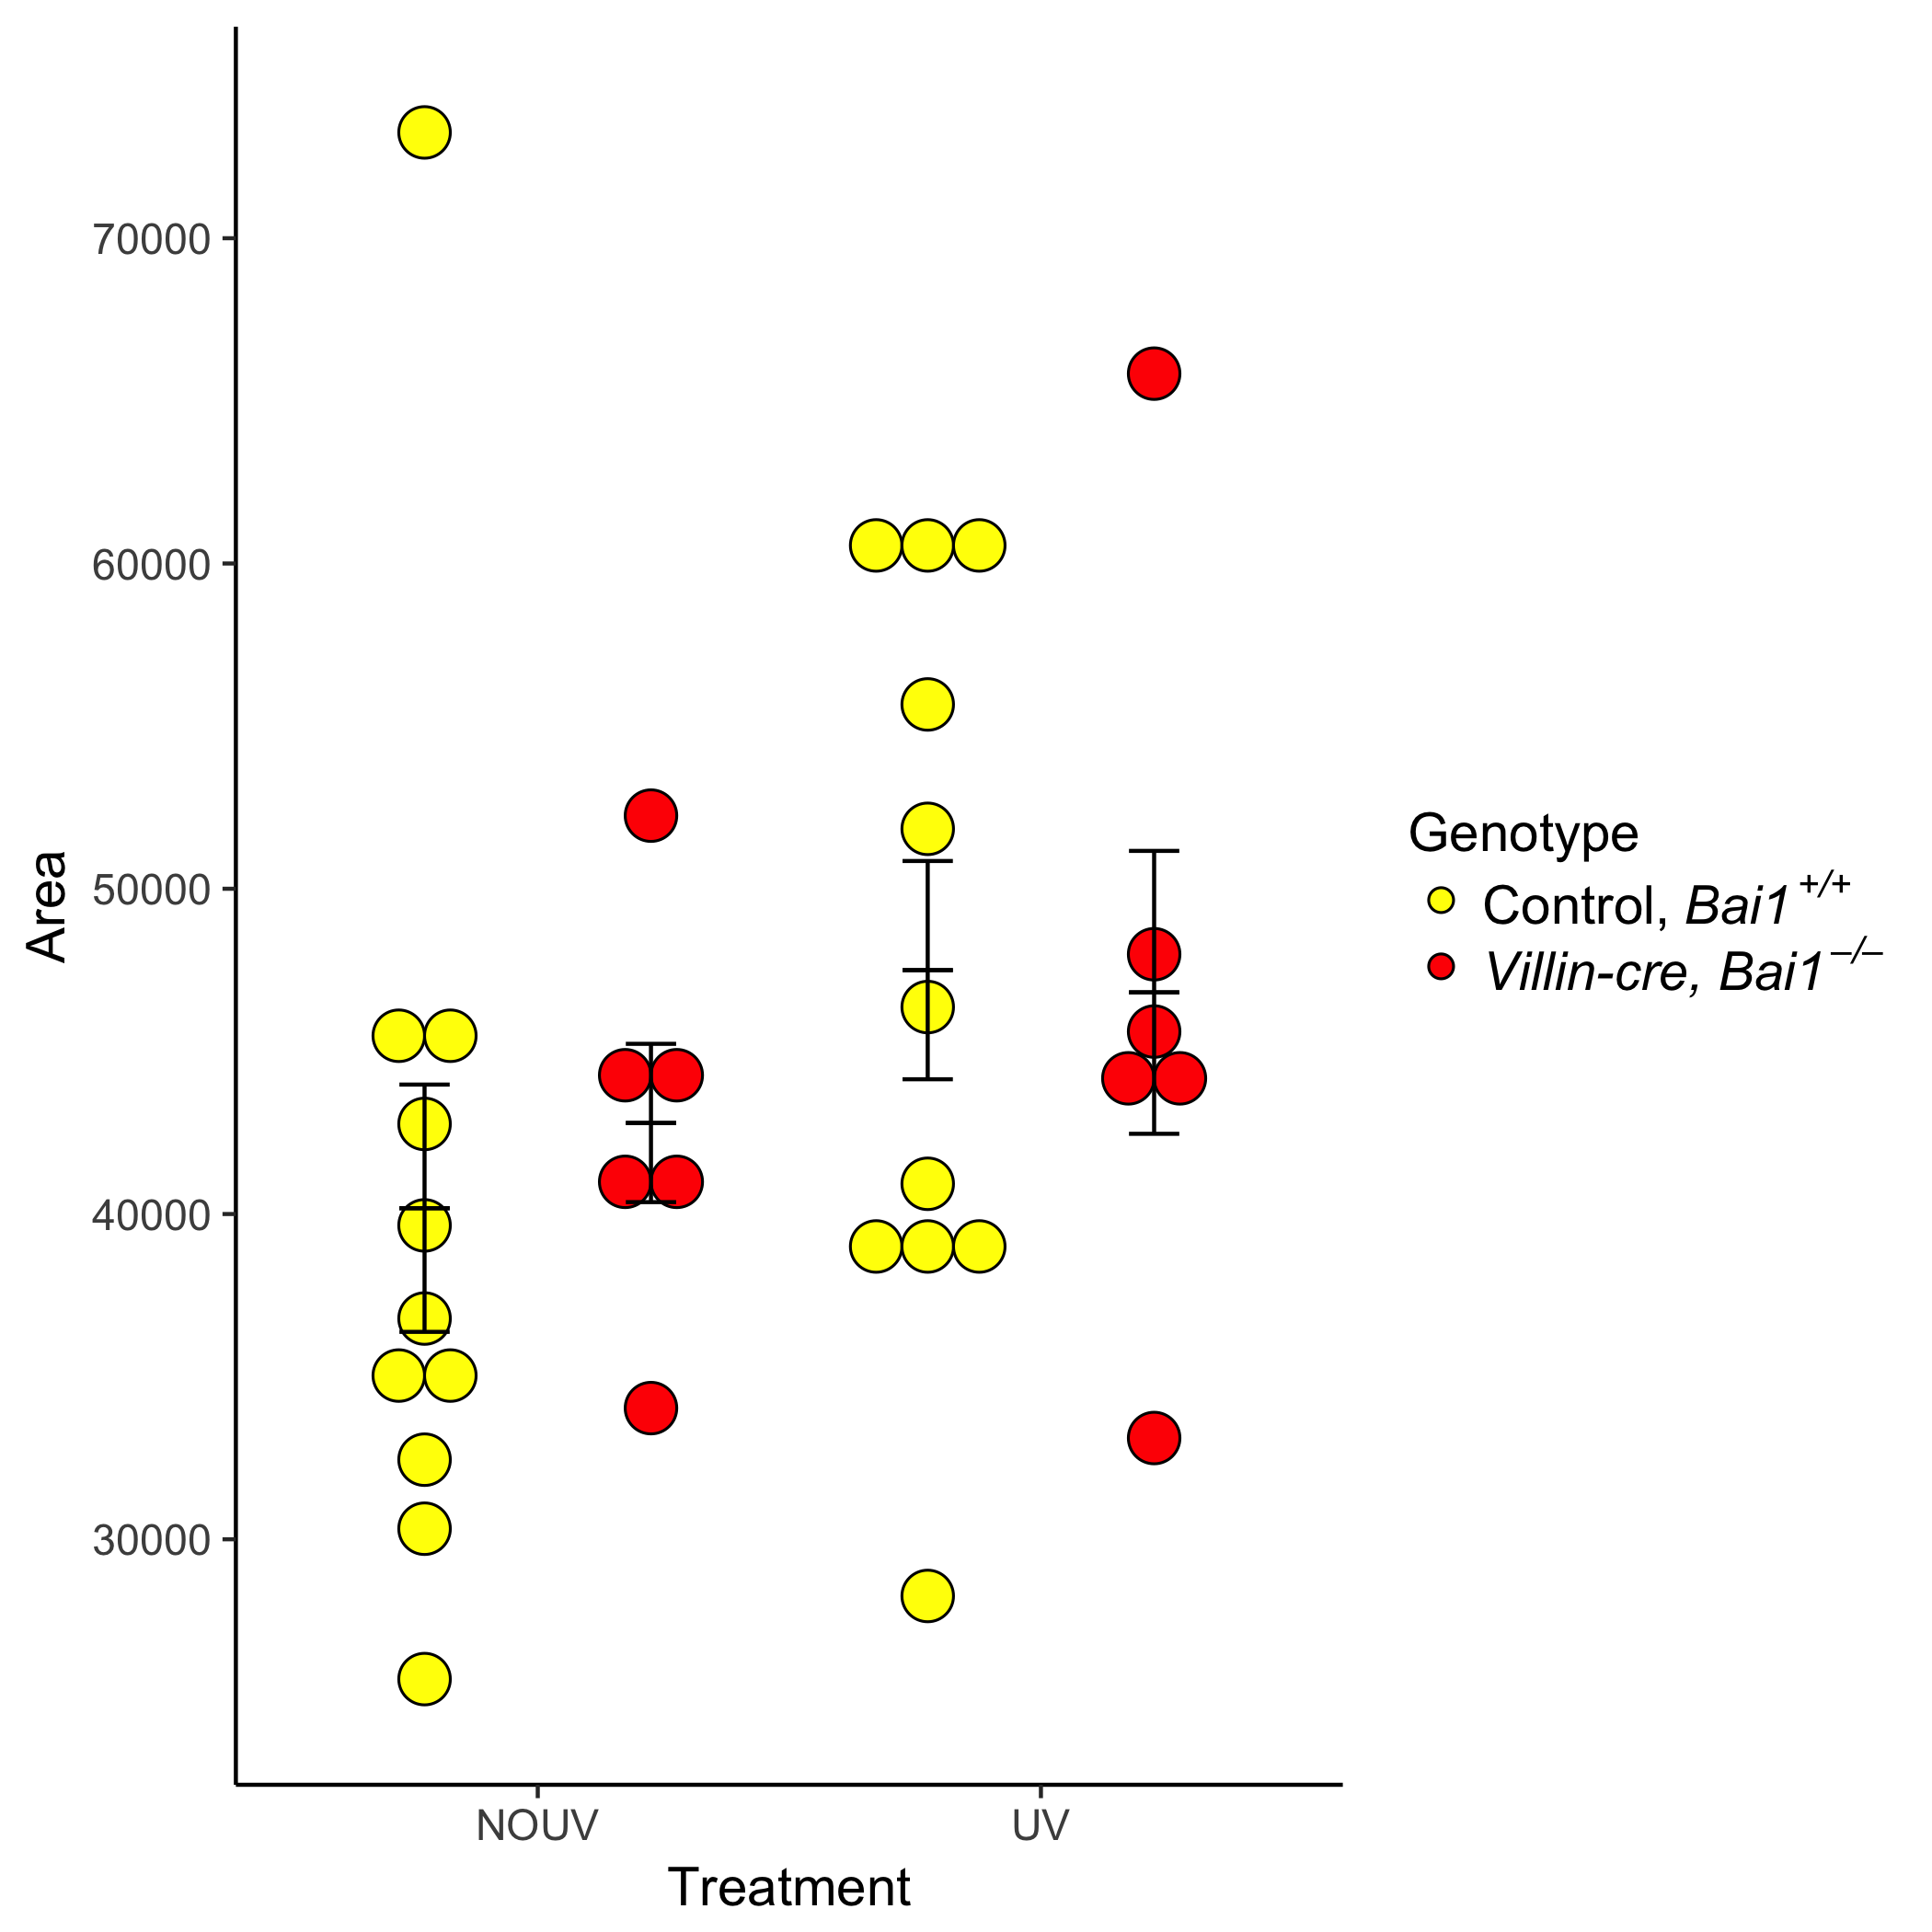 70000
60000
50000
40000
30000
Area
NOUV
UV
Treatment
Genotype
Control, Bai1 +/+
Villin-cre, Bai1 −/−